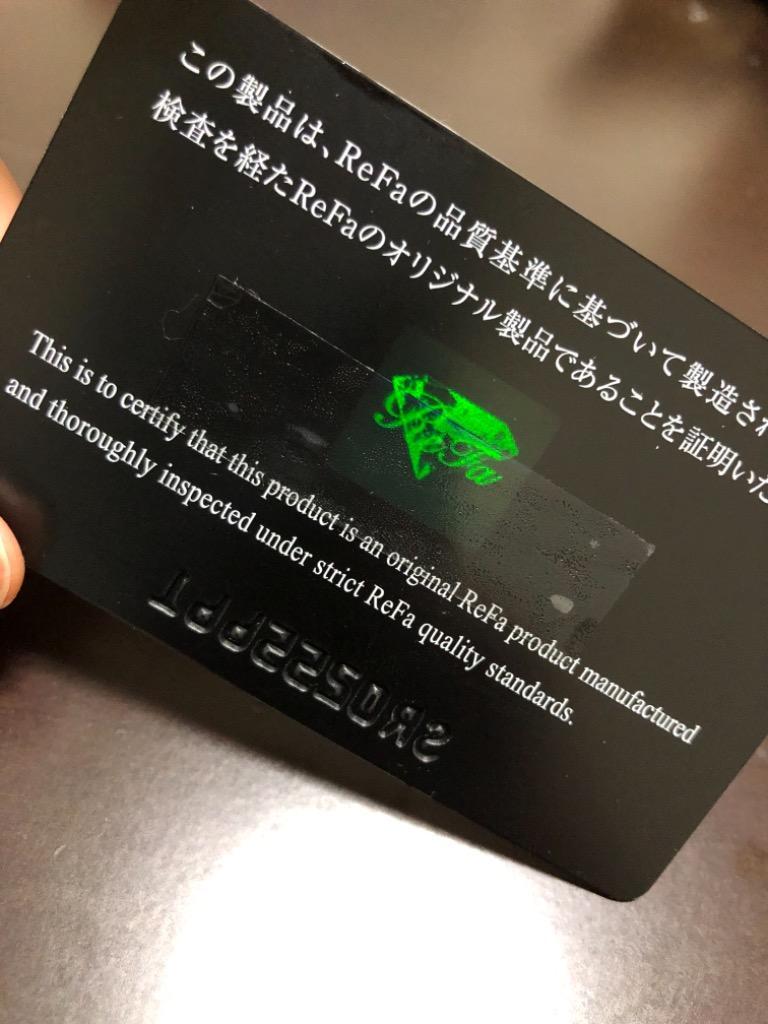 この製品は、ReFaの品質基準に基づいて製造され
検査を経たReFaのオリジナル製品であることを証明いた
ReFa
This is to certify that this product is an original ReFa product manufactured
and thoroughly inspected under strict ReFa quality standards.